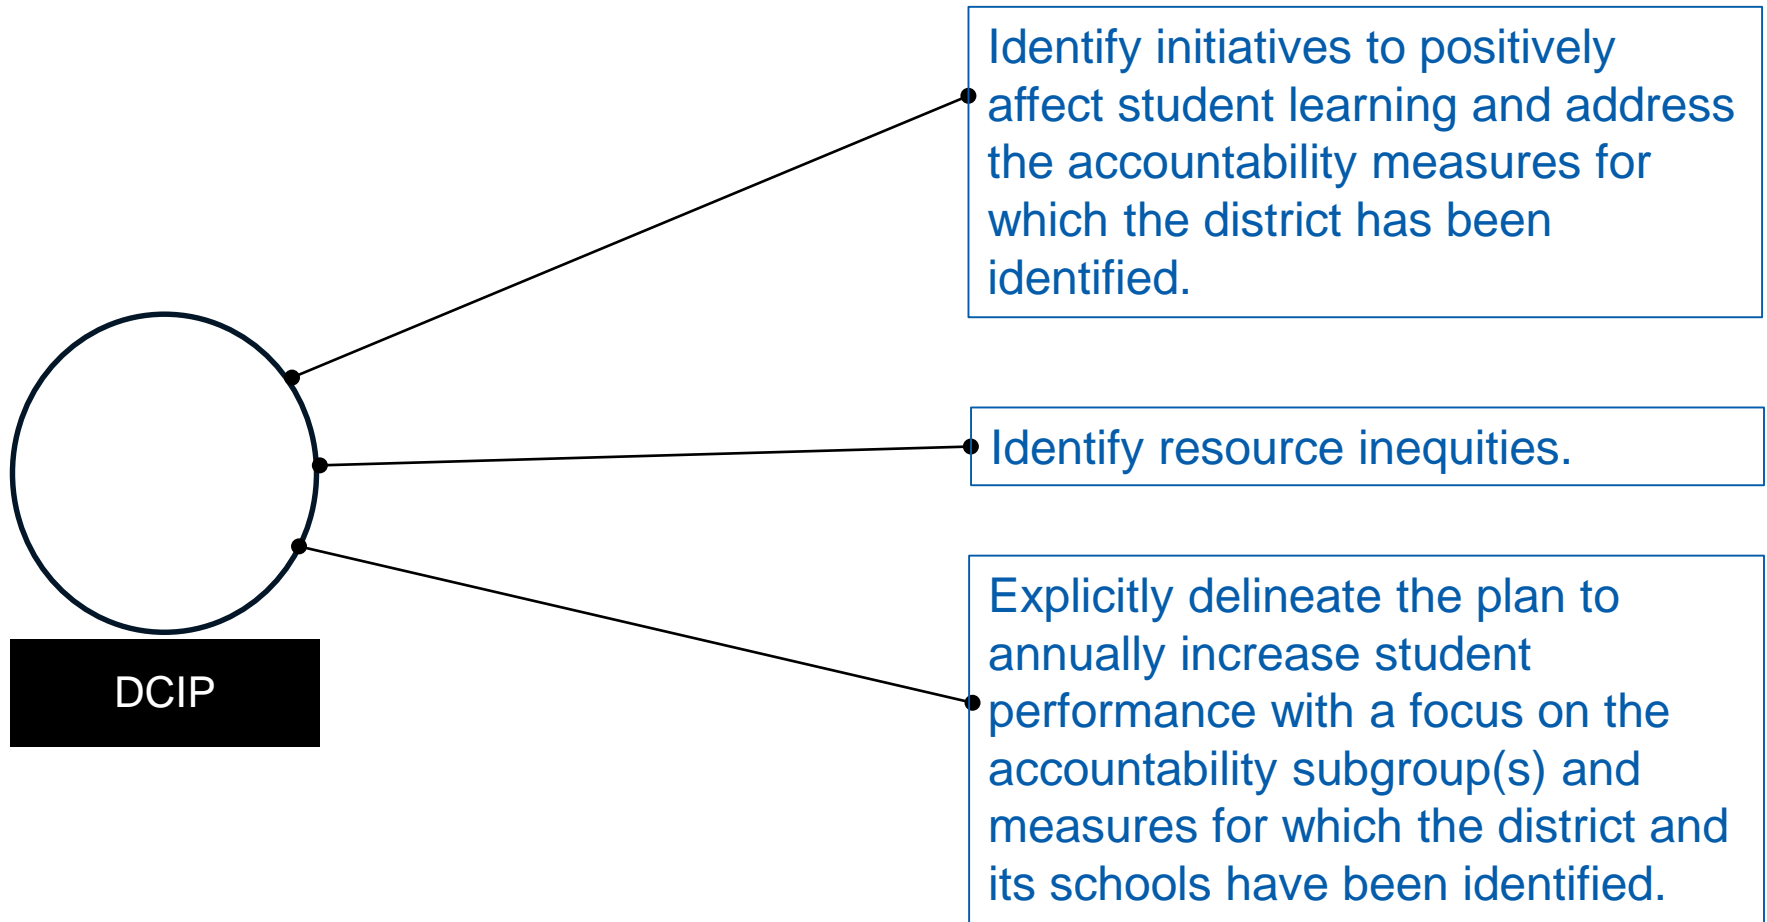 Identify initiatives to positively
affect student learning and address
the accountability measures for
which the district has been
identified.
Identify resource inequities.
DCIP
Explicitly delineate the plan to
annually increase student
performance with a focus on the
accountability subgroup(s) and
measures for which the district and
its schools have been identified.